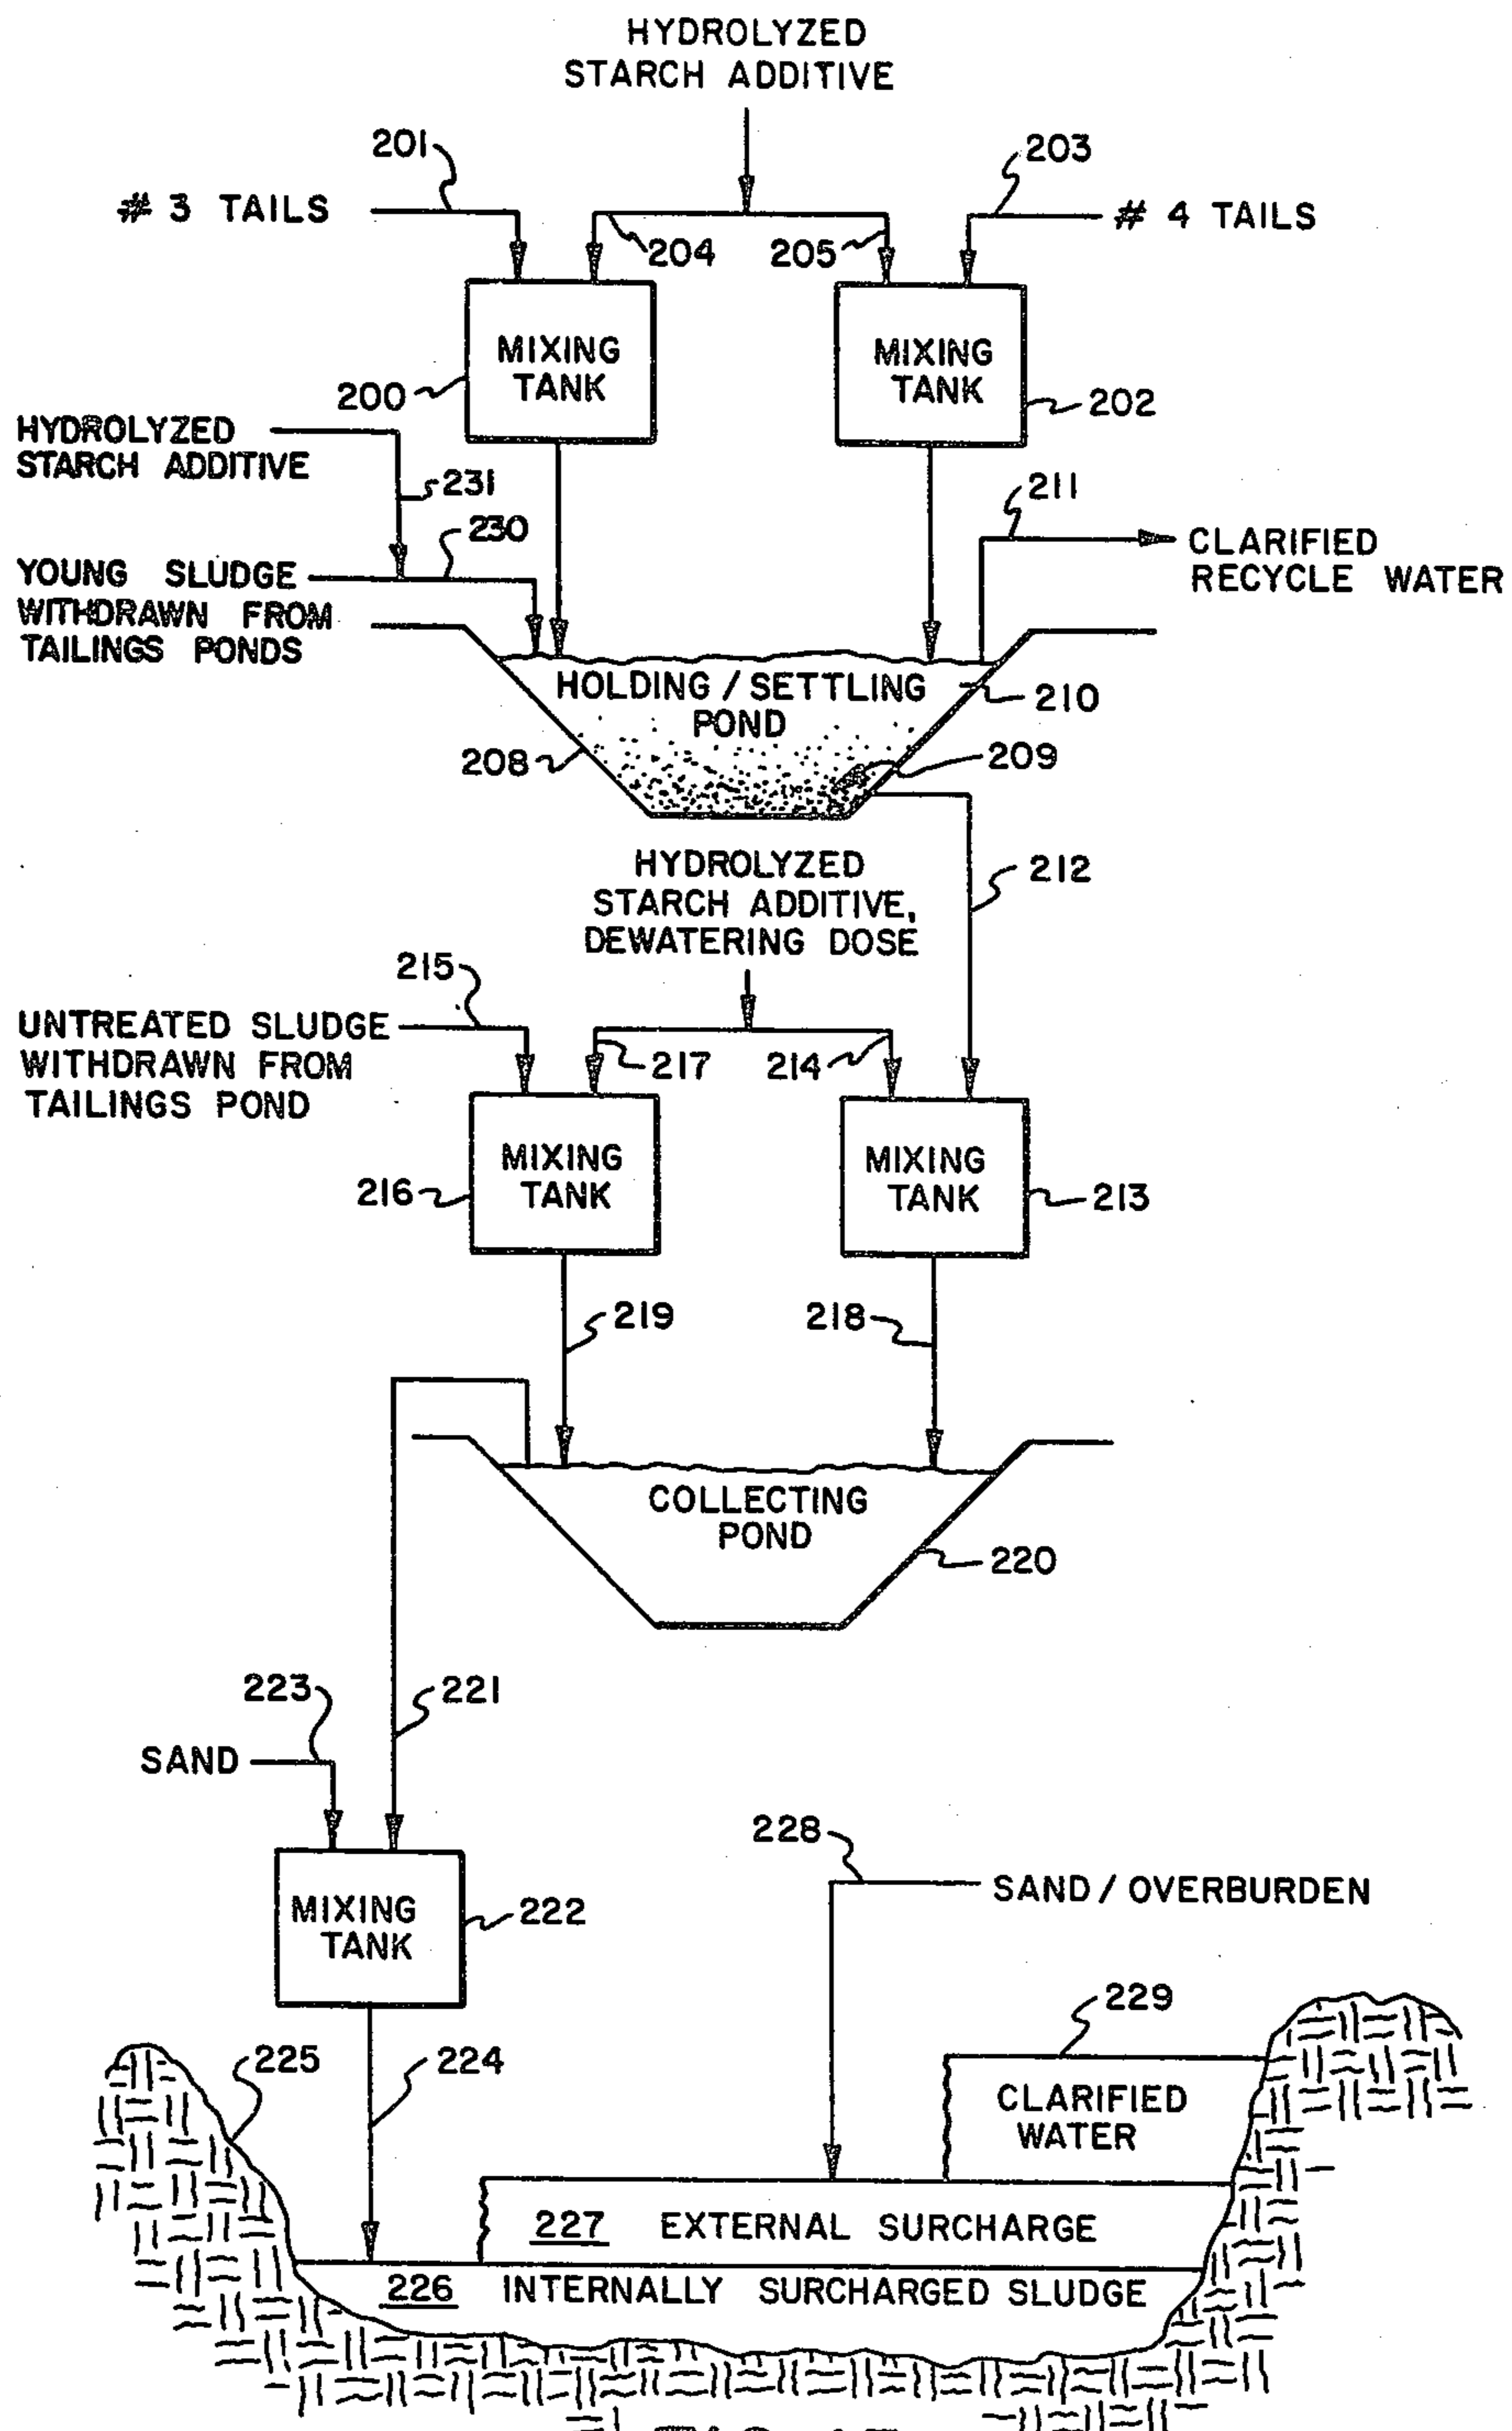 HYDROLYZED
STARCH ADDITIVE
201
203
# 3 TAILS
# 4 TAILS
204
205
MIXING
TANK
MIXING
TANK
200
202
HYDROLYZED
STARCH ADDITIVE
231
211
230
CLARIFIED
RECYCLE WATER
YOUNG SLUDGE
WITHDRAWN FROM
TAILINGS PONDS
HOLDING / SETTLING
POND
210
208
209
HYDROLYZED
STARCH ADDITIVE,
DEWATERING DOSE
212
215
UNTREATED SLUDGE
WITHDRAWN FROM
TAILINGS POND
217
214
MIXING
TANK
MIXING
TANK
216
213
219
218
COLLECTING
POND
220
223
221
SAND
228
SAND / OVERBURDEN
MIXING
TANK
222
229
225
224
CLARIFIED
WATER
227 EXTERNAL SURCHARGE
226 INTERNALLY SURCHARGED SLUDGE